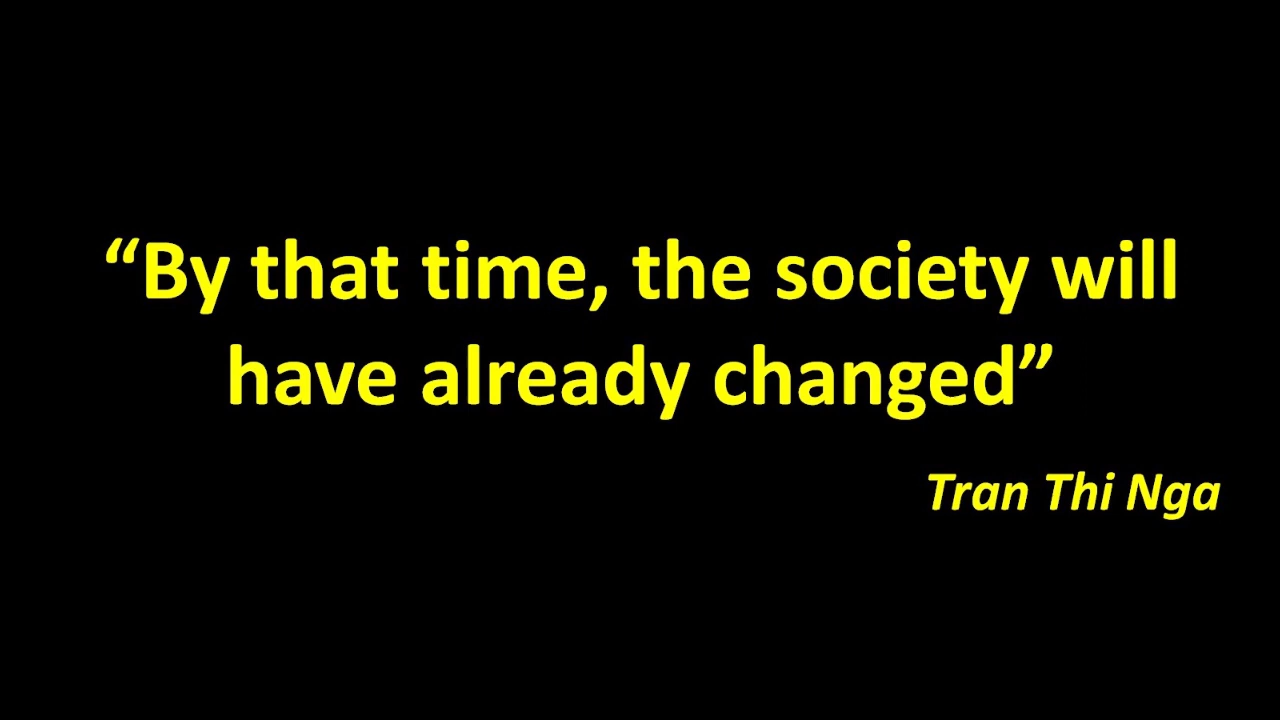 “By that time, the society will
have already changed”
Tran Thi Nga